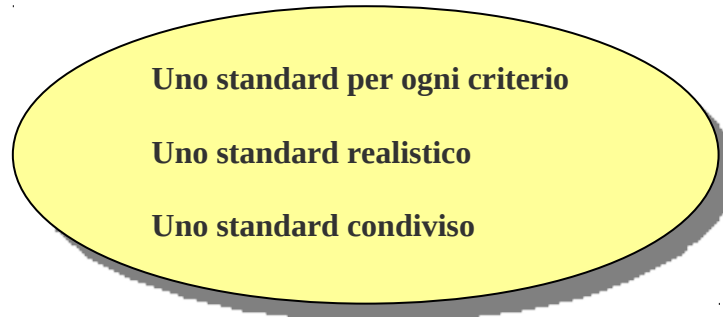 Uno standard per ogni criterio
Uno standard realistico
Uno standard condiviso